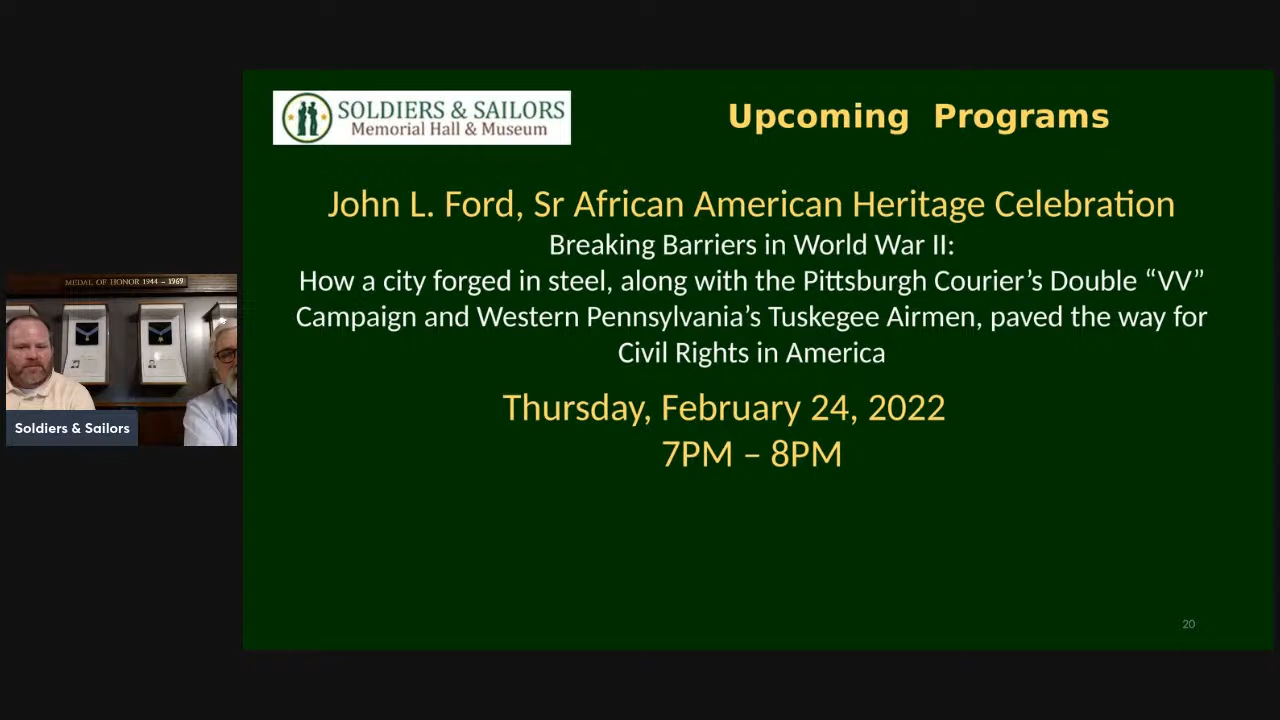 SOLDIERS & SAILORS
Memorial Hall & Museum
Upcoming Programs
John L. Ford, Sr African American Heritage Celebration
Breaking Barriers in World War II:
How a city forged in steel, along with the Pittsburgh Courier’s Double “VV”
Campaign and Western Pennsylvania’s Tuskegee Airmen, paved the way for
Civil Rights in America
Thursday, February 24, 2022
7PM – 8PM
20
MEDAL OF HONOR 1944 – 1969
Soldiers & Sailors